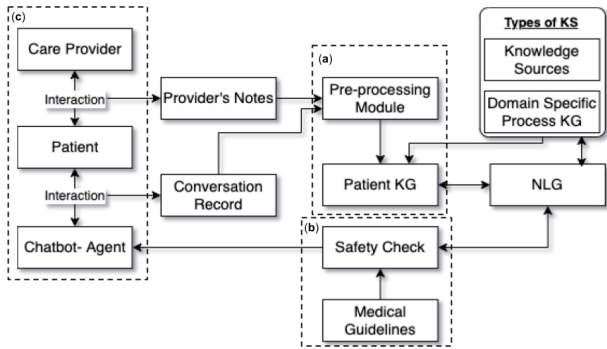 (c)
Care Provider
Interaction
Patient
Interaction
Chatbot- Agent
Provider's Notes
Conversation
Record
(a)
Pre-processing
Module
Patient KG
(b)
Safety Check
Medical
Guidelines
Types of KS
Knowledge
Sources
Domain Specific
Process KG
NLG